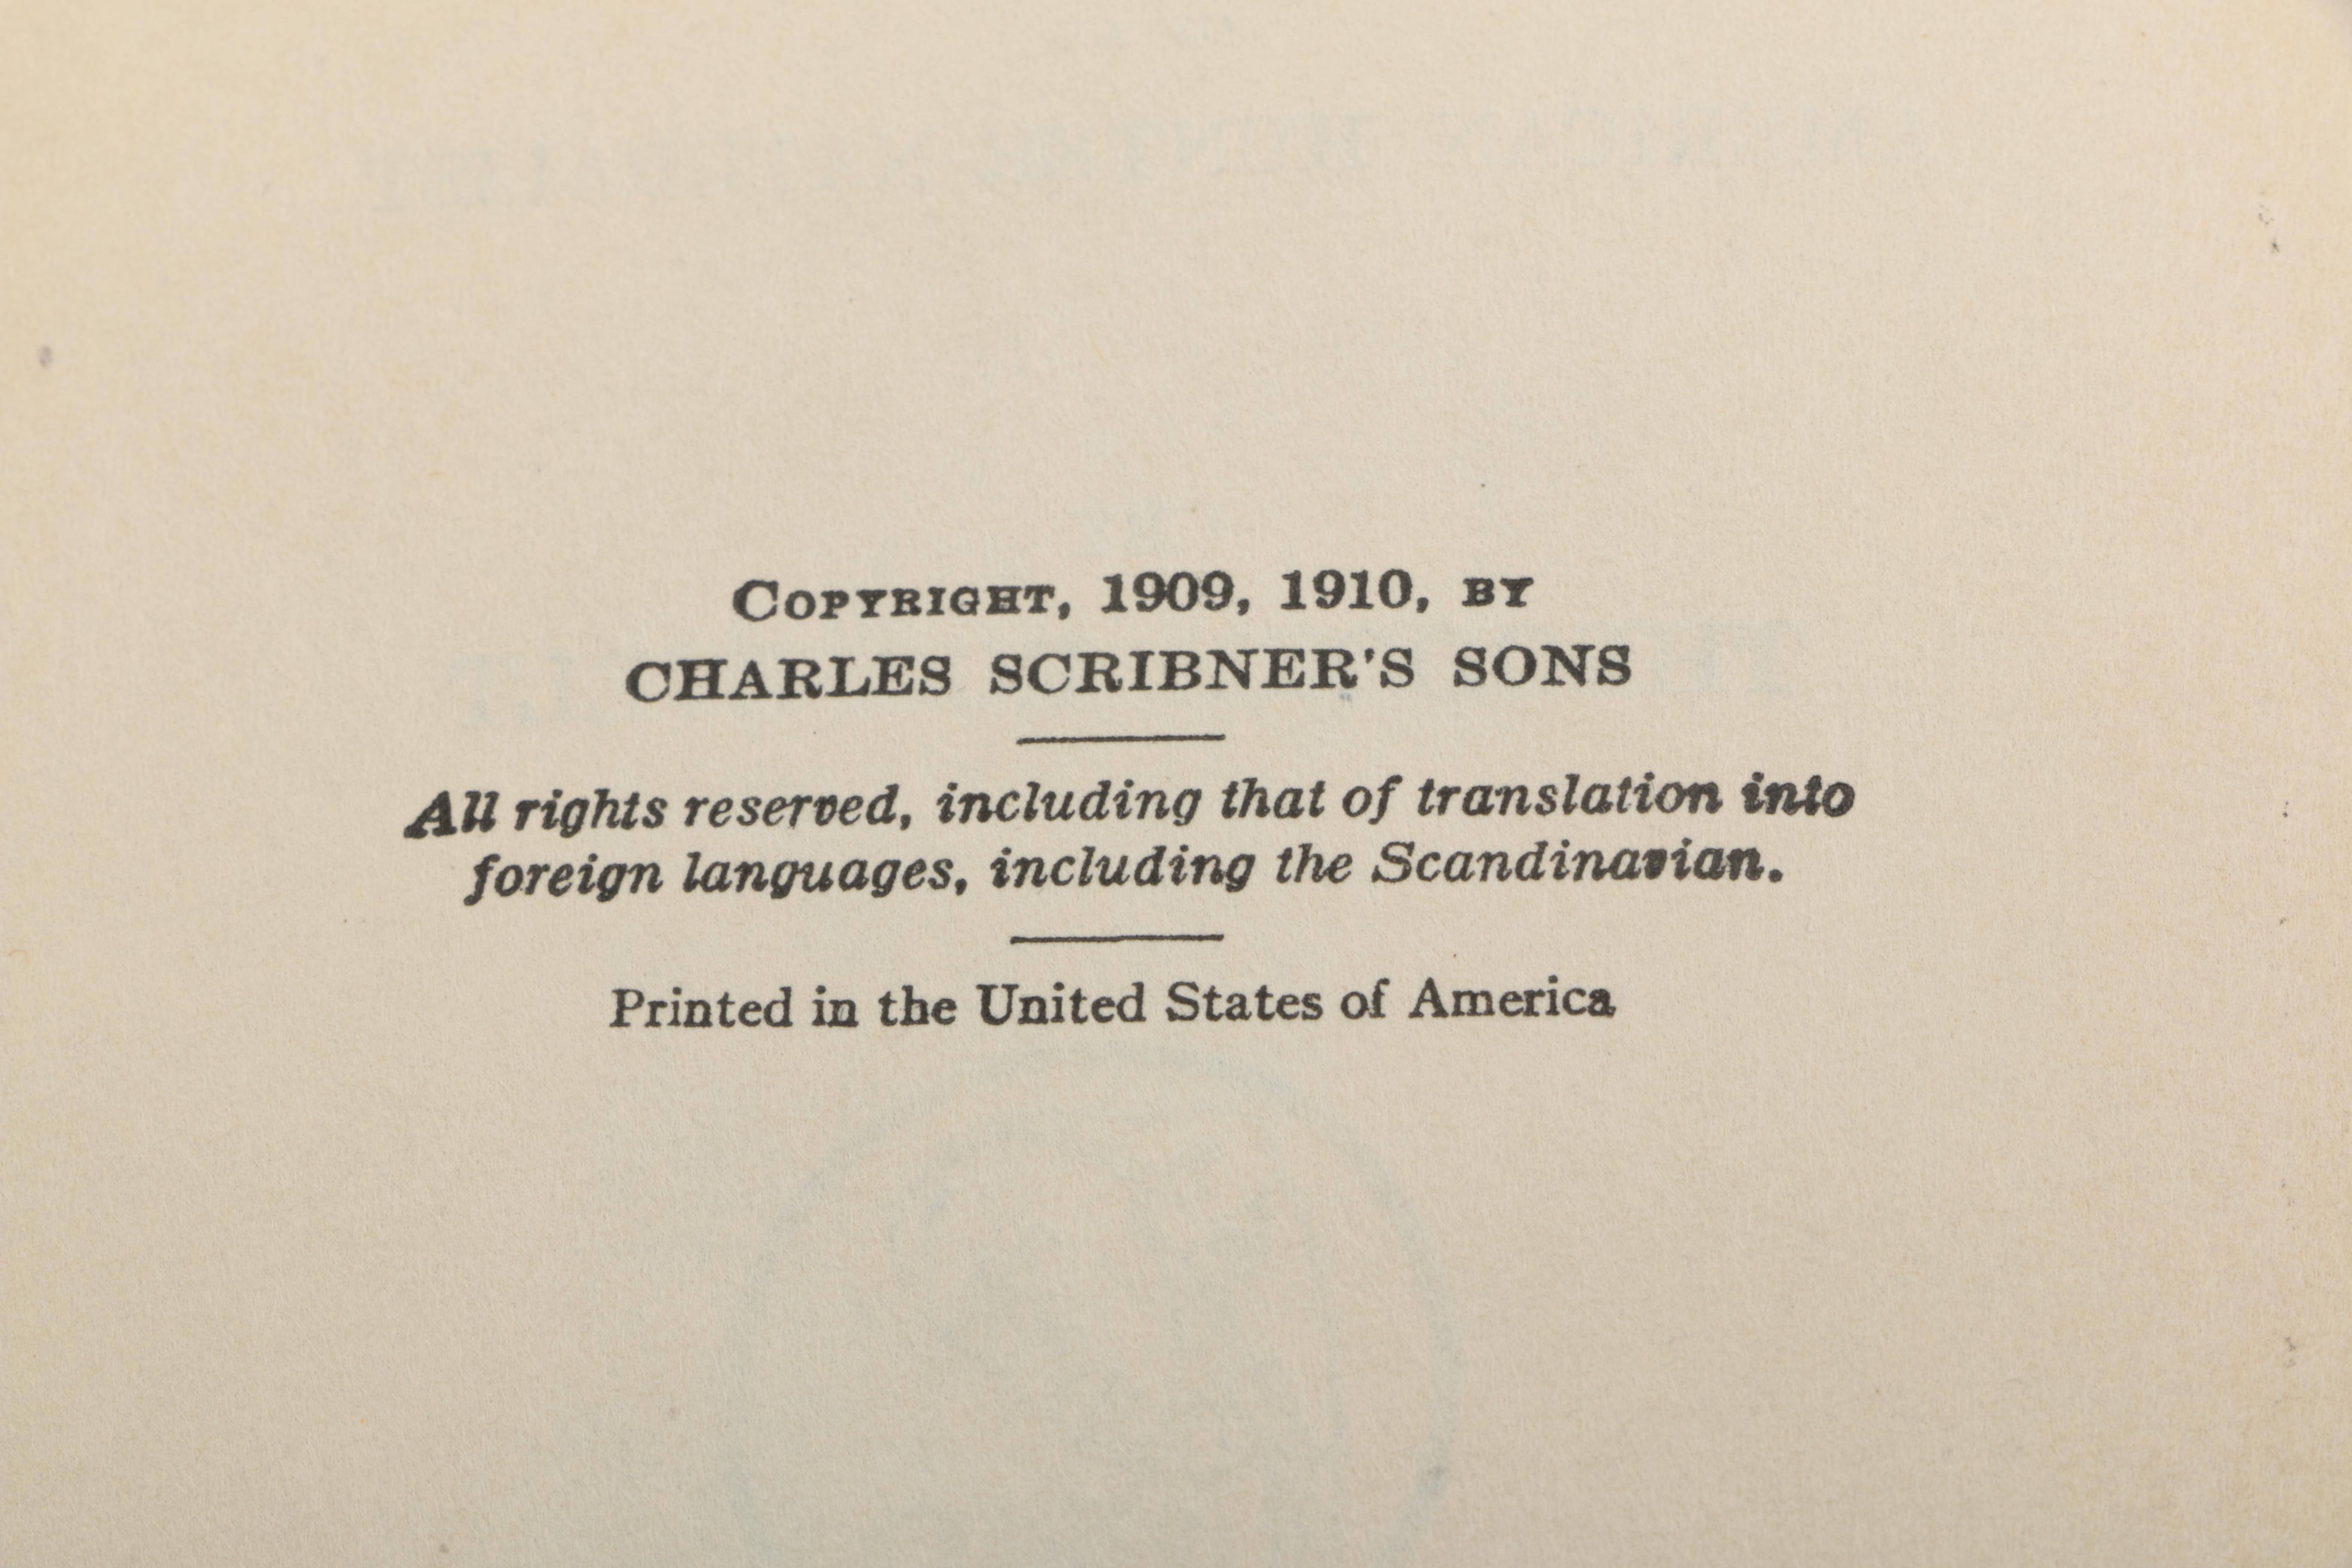 Copyright, 1909, 1910, by
CHARLES SCRIBNER'S SONS
All rights reserved, including that of translation into
foreign languages, including the Scandinavian.
Printed in the United States of America